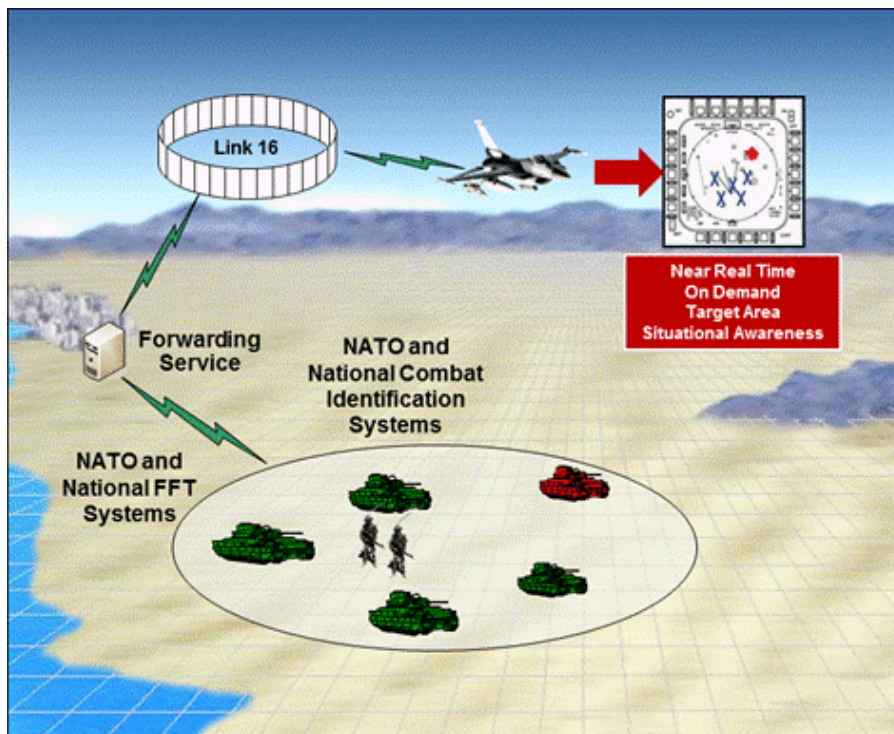 Link 16
Near Real Time
On Demand
Target Area
Situational Awareness
Forwarding
Service
NATO and
National Combat
Identification
Systems
NATO and
National FFT
Systems